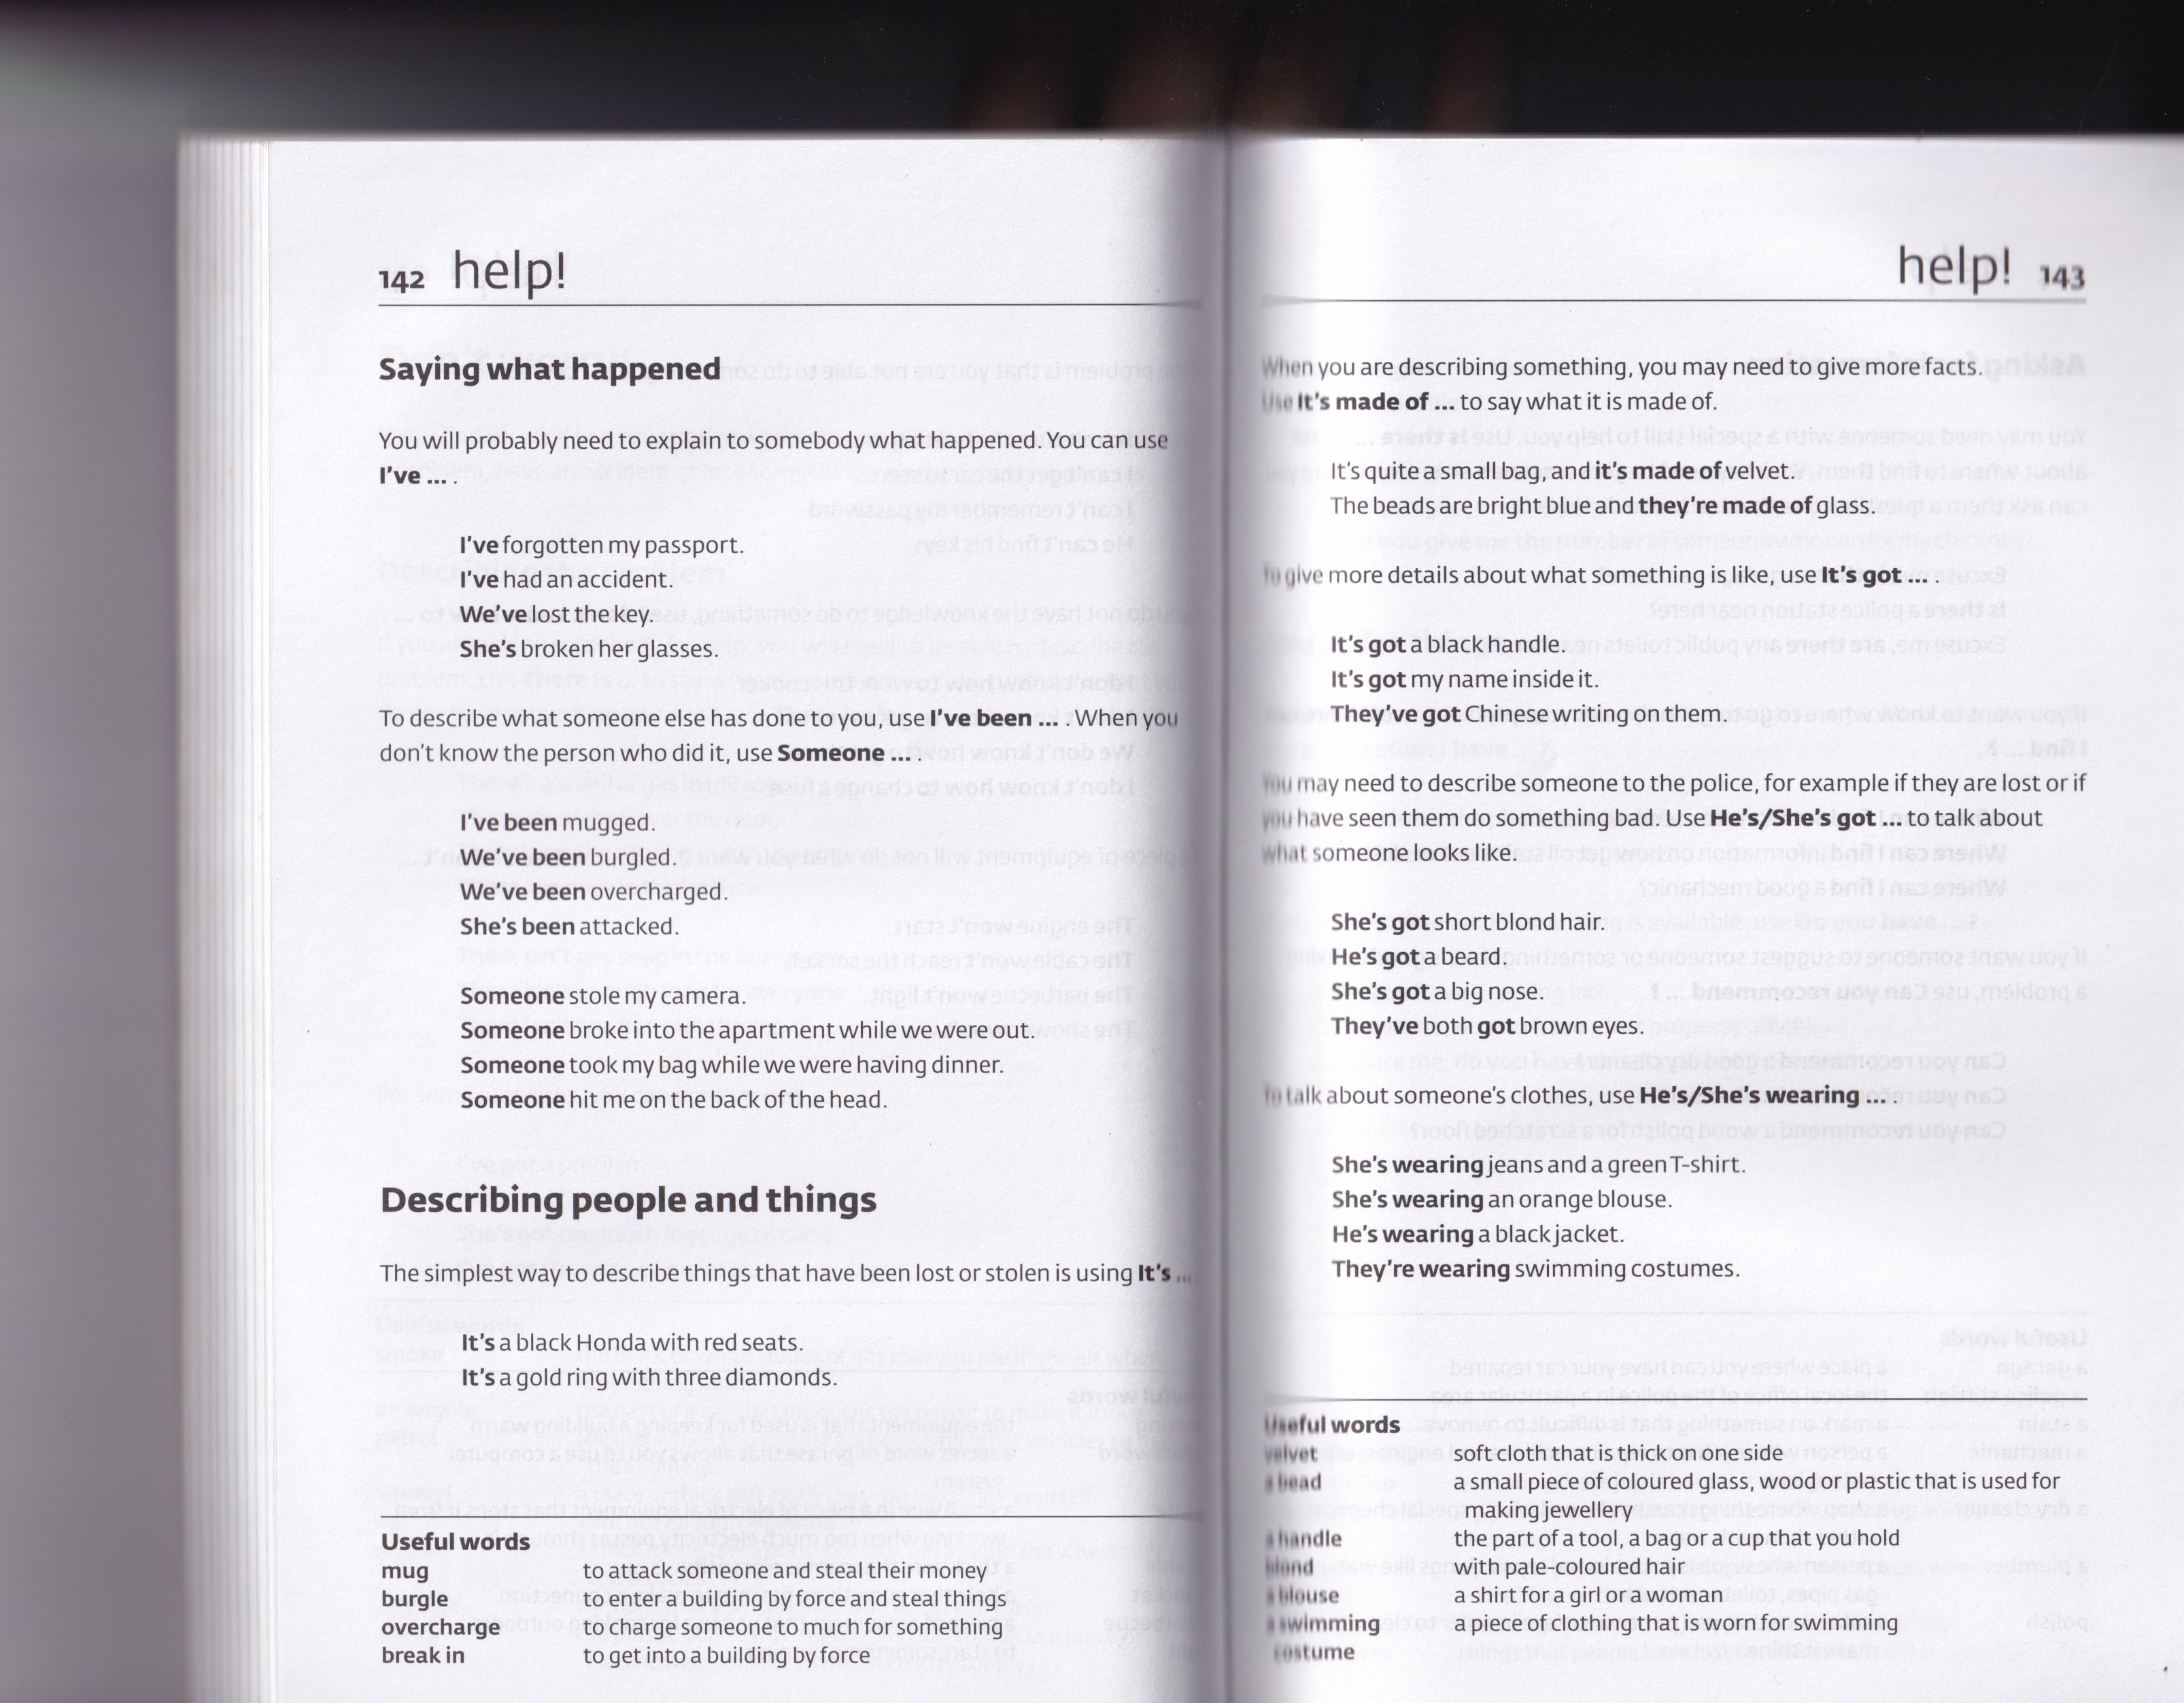 142 help!
Saying what happened
You will probably need to explain to somebody what happened. You can use
I've ... .
I've forgotten my passport.
I've had an accident.
We've lost the key.
She's broken her glasses.
To describe what someone else has done to you, use I've been ... . When you
don't know the person who did it, use Someone ... .
I've been mugged.
We've been burgled.
We've been overcharged.
She's been attacked.
Someone stole my camera.
Someone broke into the apartment while we were out.
Someone took my bag while we were having dinner.
Someone hit me on the back of the head.
Describing people and things
The simplest way to describe things that have been lost or stolen is using It's ...
It's a black Honda with red seats.
It's a gold ring with three diamonds.
Useful words
mug to attack someone and steal their money
burgle to enter a building by force and steal things
overcharge to charge someone to much for something
break in to get into a building by force
help! 143
When you are describing something, you may need to give more facts.
Use It's made of ... to say what it is made of.
It's quite a small bag, and it's made of velvet.
The beads are bright blue and they're made of glass.
To give more details about what something is like, use It's got ... .
It's got a black handle.
It's got my name inside it.
They've got Chinese writing on them.
You may need to describe someone to the police, for example if they are lost or if
you have seen them do something bad. Use He's/She's got ... to talk about
what someone looks like.
She's got short blond hair.
He's got a beard.
She's got a big nose.
They've both got brown eyes.
To talk about someone's clothes, use He's/She's wearing ... .
She's wearing jeans and a green T-shirt.
She's wearing an orange blouse.
He's wearing a black jacket.
They're wearing swimming costumes.
Useful words
velvet soft cloth that is thick on one side
a bead a small piece of coloured glass, wood or plastic that is used for
making jewellery
a handle the part of a tool, a bag or a cup that you hold
blond with pale-coloured hair
a blouse a shirt for a girl or a woman
a swimming a piece of clothing that is worn for swimming
costume